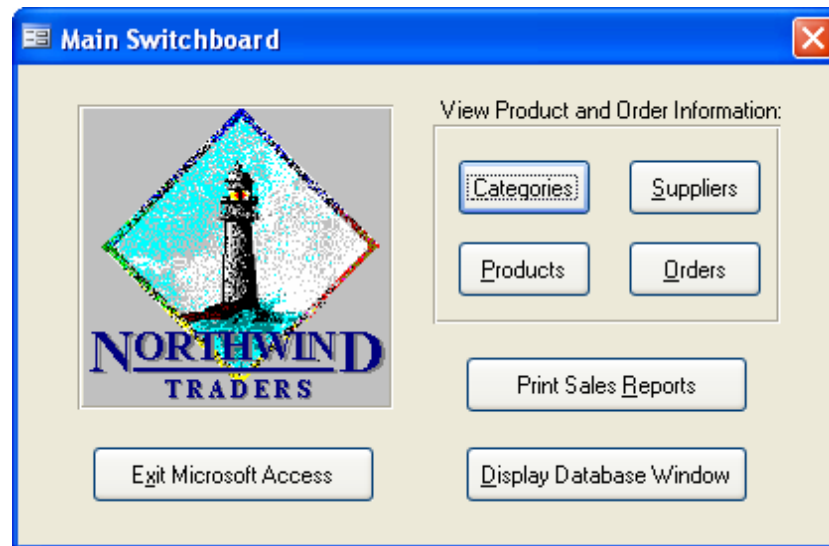 Main Switchboard
View Product and Order Information:
Categories
Suppliers
Products
Orders
NORTHWIND
TRADERS
Print Sales Reports
Exit Microsoft Access
Display Database Window